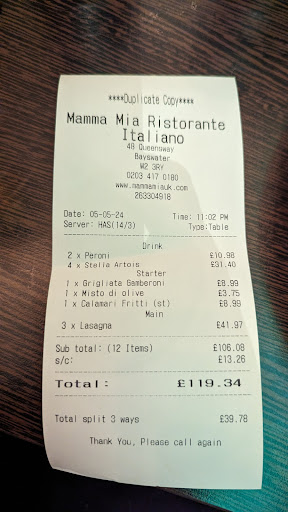 ****Duplicate Copy****
Mamma Mia Ristorante
Italiano
48 Queensway
Bayswater
W2 3RY
0203 417 0180
www.mammamiauk.com
263304918
Date: 05-05-24 Time: 11:02 PM
Server: HAS(14/3) Type:Table
Drink
2 x Peroni £10.98
4 x Stella Artois £31.40
Starter
1 x Grigliata Gamberoni £8.99
1 x Misto di olive £3.75
1 x Calamari Fritti (st) £8.99
Main
3 x Lasagna £41.97
Sub total: (12 Items) £106.08
s/c: £13.26
Total: £119.34
Total split 3 ways £39.78
Thank You, Please call again